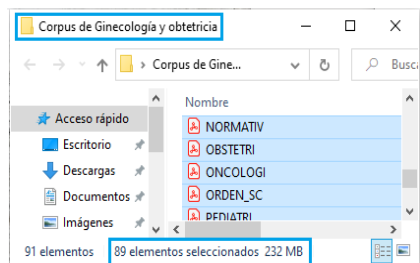 Corpus de Ginecología y obtetricia
Corpus de Gine...
Busca
Nombre
Acceso rápido
NORMATIV
Escritorio
OBSTETRI
Descargas
ONCOLOGI
Documentos
ORDEN_SC
Imágenes
PEDIATRI
91 elementos
89 elementos seleccionados 232 MB